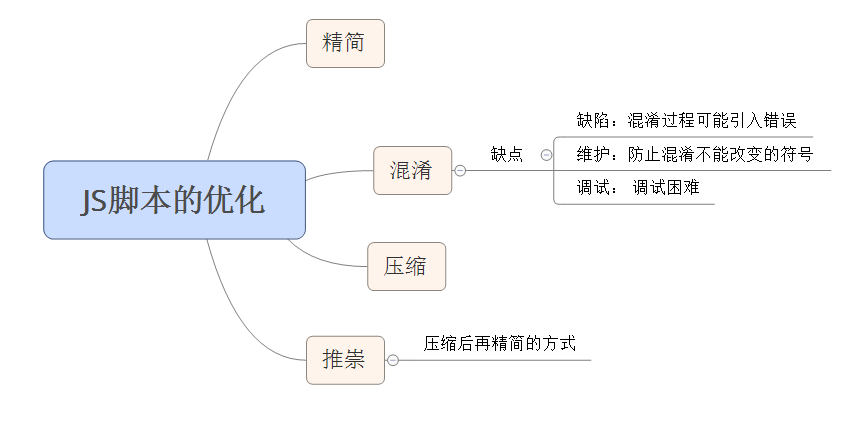 JS脚本的优化
精简
混淆
缺点
缺陷：混淆过程可能引入错误
维护：防止混淆不能改变的符号
调试： 调试困难
压缩
推崇
压缩后再精简的方式